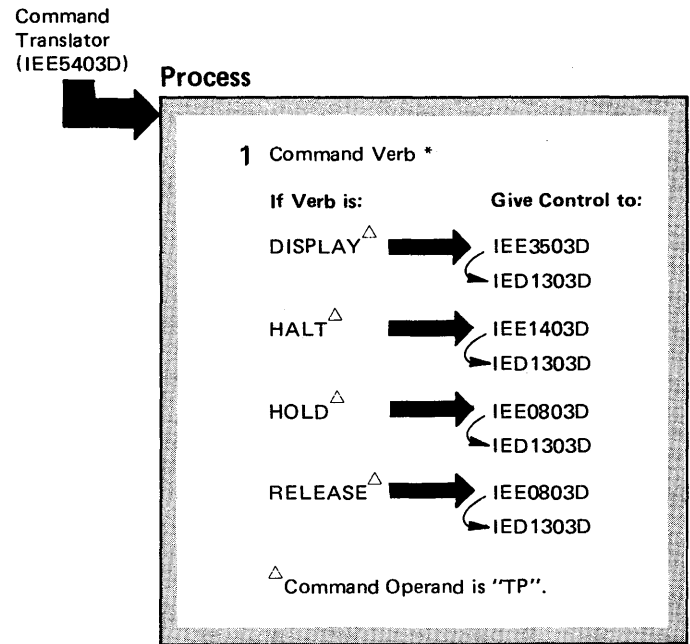 Command
Translator
(IEE5403D)
Process
1 Command Verb *
If Verb is: Give Control to:
DISPLAY△ IEE3503D
IED1303D
HALT△ IEE1403D
IED1303D
HOLD△ IEE0803D
IED1303D
RELEASE△ IEE0803D
IED1303D
△Command Operand is "TP".